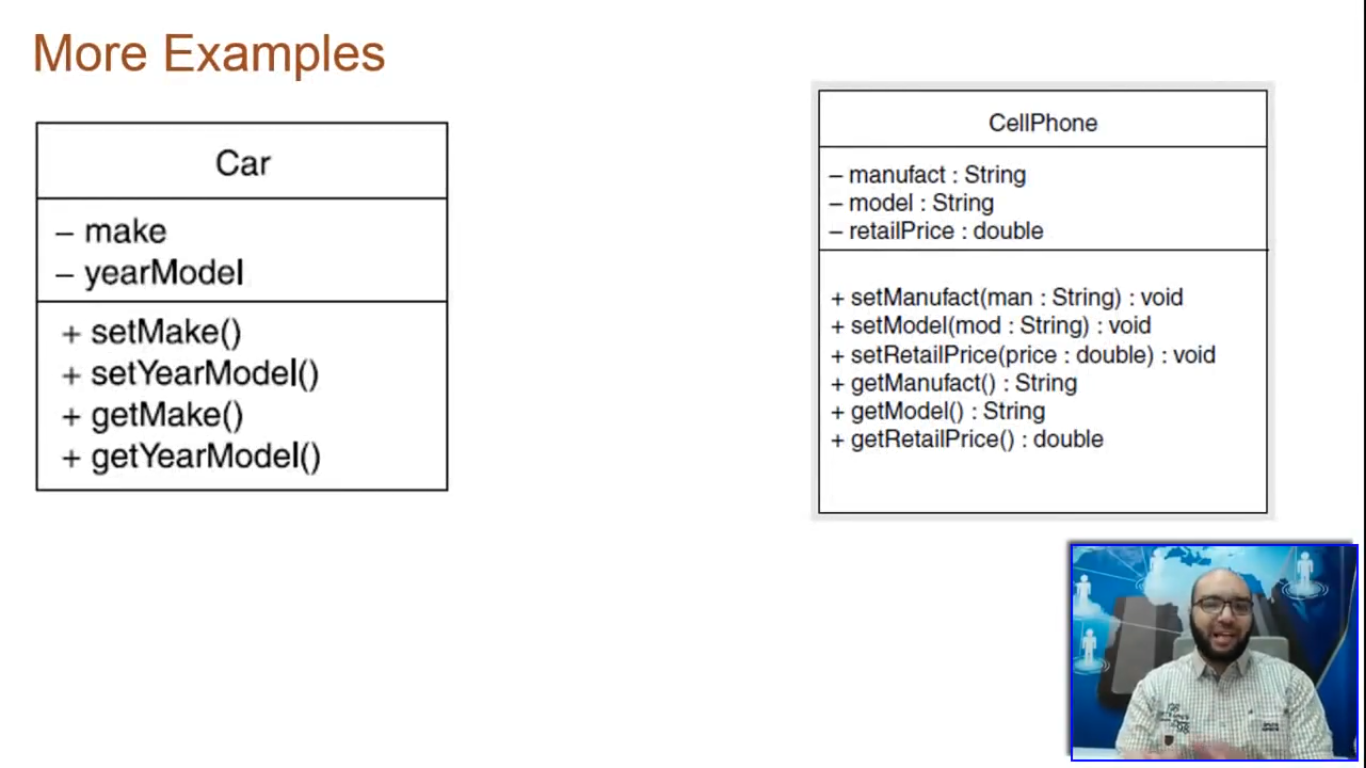 More Examples
Car
– make
– yearModel
+ setMake()
+ setYearModel()
+ getMake()
+ getYearModel()
CellPhone
– manufact : String
– model : String
– retailPrice : double
+ setManufact(man : String) : void
+ setModel(mod : String) : void
+ setRetailPrice(price : double) : void
+ getManufact() : String
+ getModel() : String
+ getRetailPrice() : double